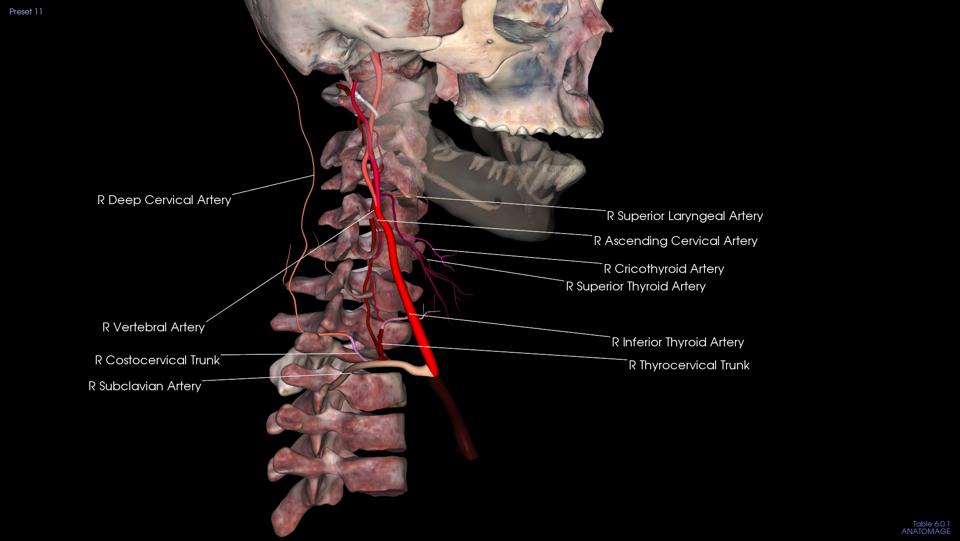 Preset 11
R Deep Cervical Artery
R Superior Laryngeal Artery
R Ascending Cervical Artery
R Cricothyroid Artery
R Superior Thyroid Artery
R Vertebral Artery
R Inferior Thyroid Artery
R Costocervical Trunk
R Thyrocervical Trunk
R Subclavian Artery
Table 6.0.1
ANATOMAGE